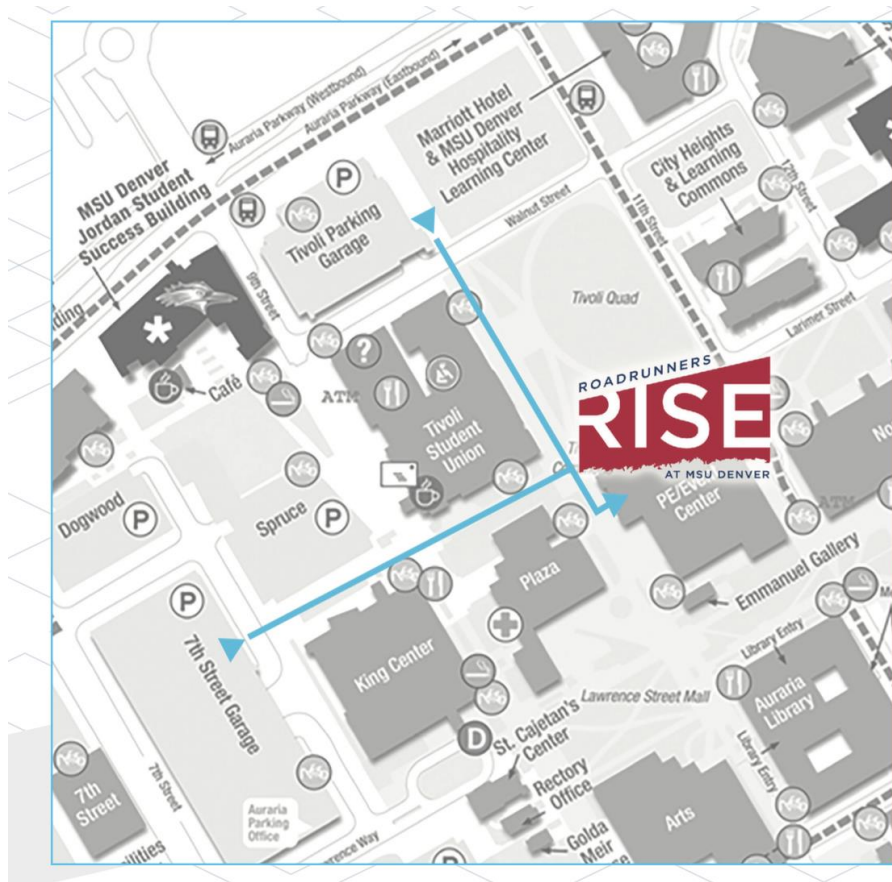 Auraria Parkway (Westbound)
Auraria Parkway (Eastbound)
MSU Denver
Jordan Student
Success Building
P
Tivoli Parking
Garage
Marriott Hotel
& MSU Denver
Hospitality
Learning Center
Walnut Street
City Heights
& Learning
Commons
11th Street
12th Street
Larimer Street
9th Street
*
Café
?
ATM
Tivoli
Student
Union
Tivoli Quad
ROADRUNNERS
RISE
AT MSU DENVER
PE/Eve
Center
No
ATM
Dogwood
P
Spruce
P
Plaza
Emmanuel Gallery
P
7th Street Garage
King Center
Lawrence Street Mall
Library Entry
Auraria
Library
Library Entry
D
St. Cajetan's
Center
Rectory
Office
Golda
Meir
Arts
7th
Street
7th Street
Auraria
Parking
Office
rence Way
P